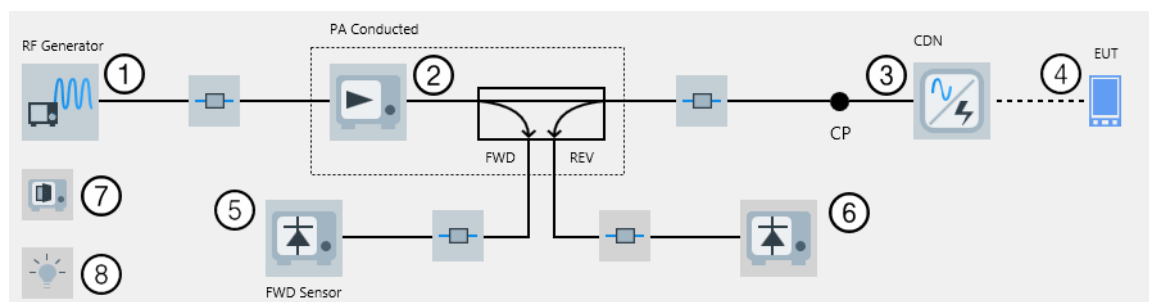 PA Conducted
RF Generator
CDN
EUT
1
2
3
4
CP
FWD
REV
7
5
6
8
FWD Sensor